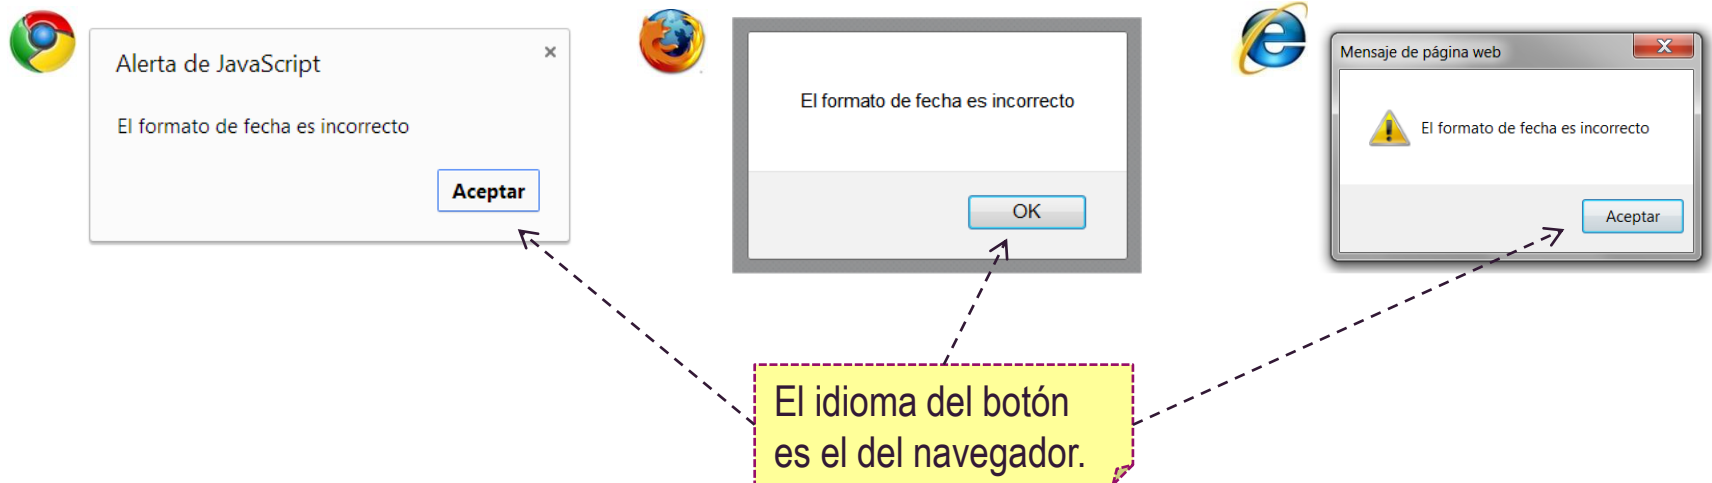 Alerta de JavaScript
El formato de fecha es incorrecto
Aceptar
El formato de fecha es incorrecto
OK
Mensaje de página web
El formato de fecha es incorrecto
Aceptar
El idioma del botón
es el del navegador.